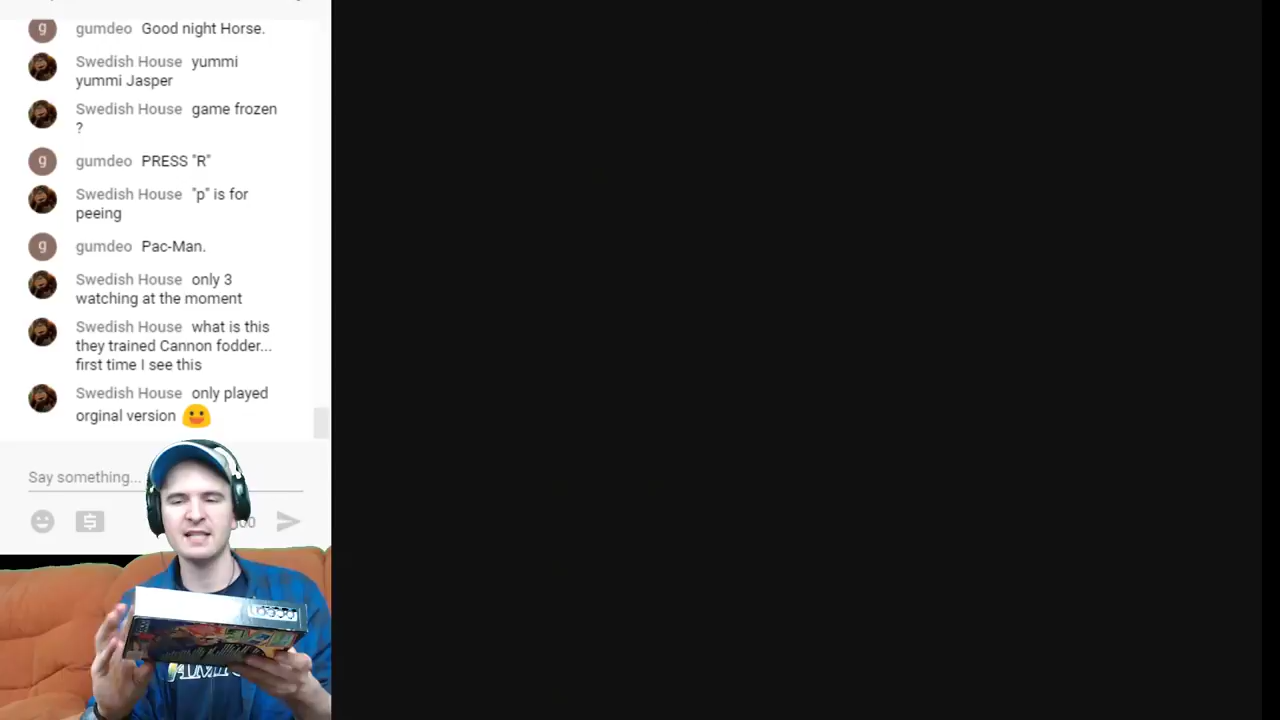 gumdeo Good night Horse.
Swedish House yummi
yummi Jasper
Swedish House game frozen
?
gumdeo PRESS "R"
Swedish House "p" is for
peeing
gumdeo Pac-Man.
Swedish House only 3
watching at the moment
Swedish House what is this
they trained Cannon fodder...
first time I see this
Swedish House only played
orginal version
Say something...